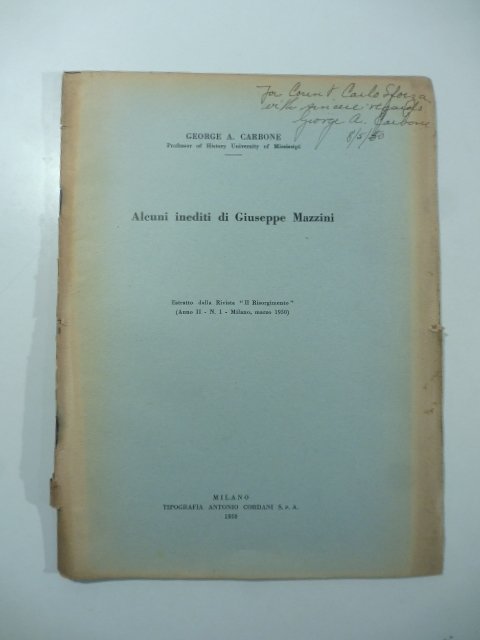 For Count Carlo Sforza
with sincere regards
George A. Carbone
8/5/50
GEORGE A. CARBONE
Professor of History University of Mississipi
Alcuni inediti di Giuseppe Mazzini
Estratto della Rivista "Il Risorgimento"
(Anno II - N. 1 - Milano, marzo 1950)
MILANO
TIPOGRAFIA ANTONIO CORDANI S. p. A.
1950